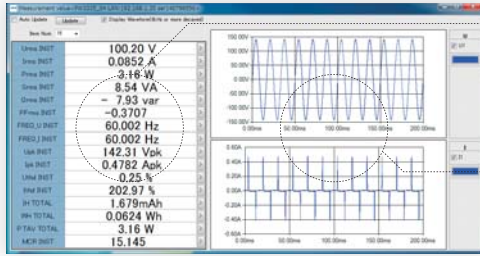 Auto Update
Update
Display Waveform
Item Num
Urms INST 100.20 V
Irms INST 0.0852 A
P INST 3.16 W
S INST 8.54 VA
Qrms INST - 7.93 var
PFrms INST -0.3707
FREQ_U INST 60.002 Hz
FREQ_I INST 60.002 Hz
Upk INST 142.31 Vpk
Ipk INST 0.4782 Apk
Uthd INST 0.25 %
Ithd INST 202.97 %
IH TOTAL 1.679mAh
WH TOTAL 0.0624 Wh
P TAV TOTAL 3.16 W
MCR INST 15.145
150.00V
100.00V
50.00V
0.00V
-50.00V
-100.00V
-150.00V
0.00ms 50.00ms 100.00ms 150.00ms 200.00ms
0.60A
0.40A
0.20A
0.00A
-0.20A
-0.40A
-0.60A
0.00ms 50.00ms 100.00ms 150.00ms 200.00ms